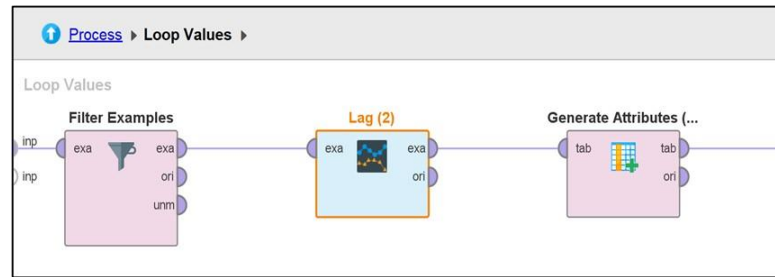 Process ▸ Loop Values ▸
Loop Values
Filter Examples
Lag (2)
Generate Attributes (...
inp exa exa exa exa tab tab
inp ori ori ori
unm